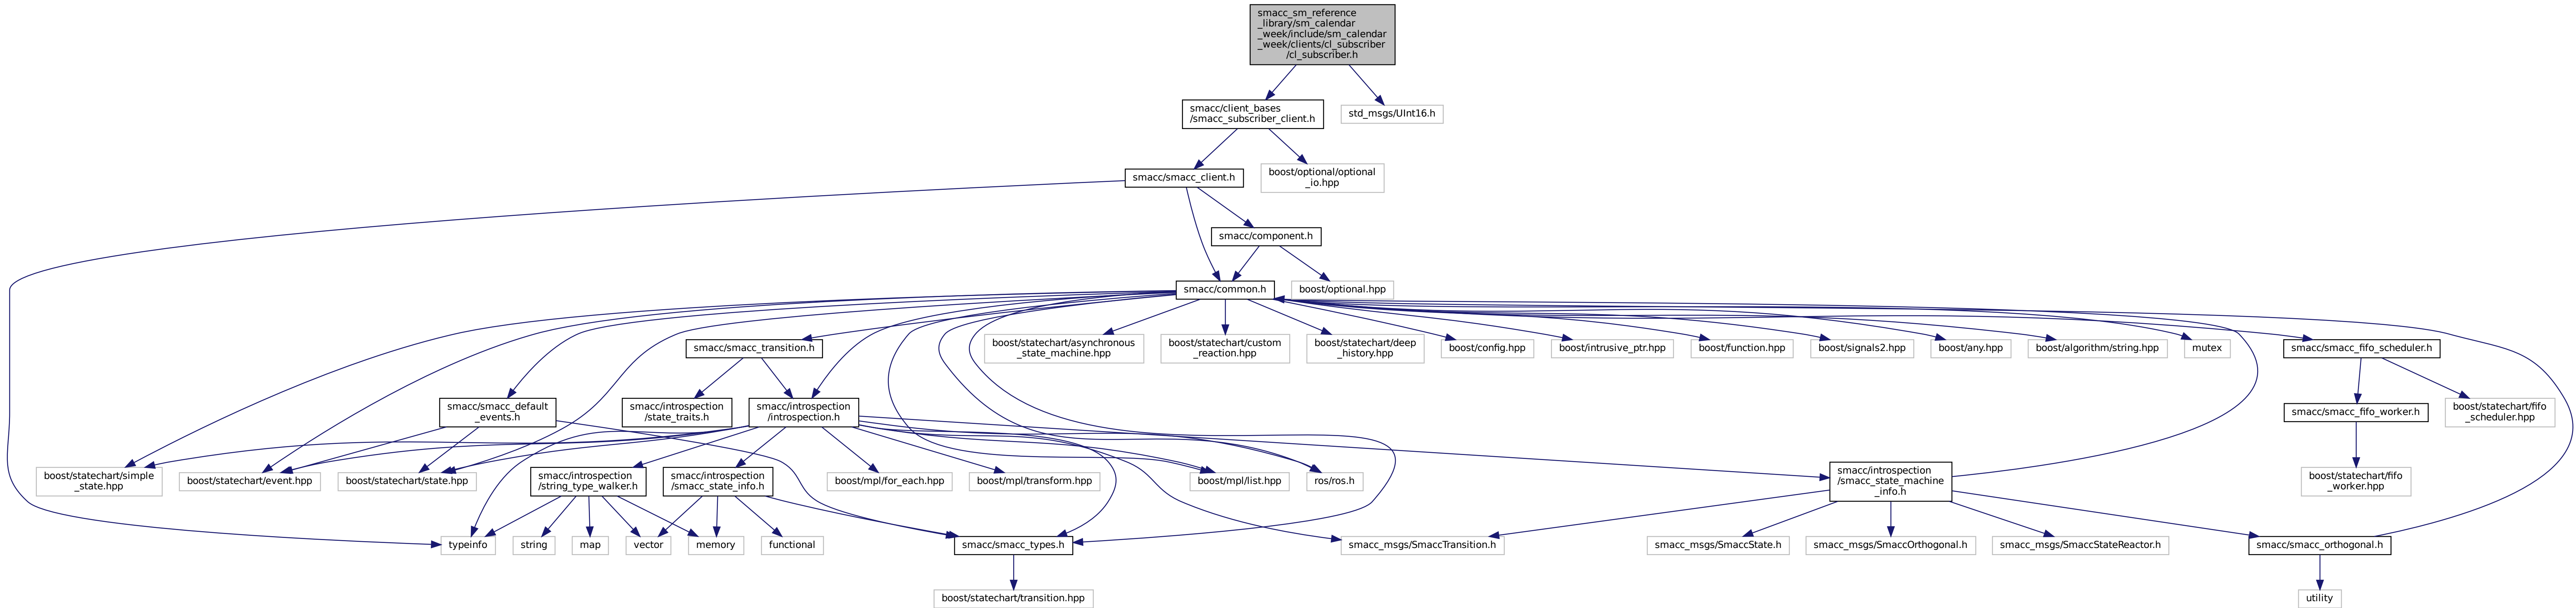 smacc_sm_reference
_library/sm_calendar
_week/include/sm_calendar
_week/clients/cl_subscriber
/cl_subscriber.h
smacc/client_bases
/smacc_subscriber_client.h
std_msgs/UInt16.h
smacc/smacc_client.h
boost/optional/optional
_io.hpp
smacc/component.h
smacc/common.h
boost/optional.hpp
smacc/smacc_transition.h
boost/statechart/asynchronous
_state_machine.hpp
boost/statechart/custom
_reaction.hpp
boost/statechart/deep
_history.hpp
boost/config.hpp
boost/intrusive_ptr.hpp
boost/function.hpp
boost/signals2.hpp
boost/any.hpp
boost/algorithm/string.hpp
mutex
smacc/smacc_fifo_scheduler.h
smacc/smacc_default
_events.h
smacc/introspection
/state_traits.h
smacc/introspection
/introspection.h
smacc/smacc_fifo_worker.h
boost/statechart/fifo
_scheduler.hpp
boost/statechart/simple
_state.hpp
boost/statechart/event.hpp
boost/statechart/state.hpp
smacc/introspection
/string_type_walker.h
smacc/introspection
/smacc_state_info.h
boost/mpl/for_each.hpp
boost/mpl/transform.hpp
boost/mpl/list.hpp
ros/ros.h
smacc/introspection
/smacc_state_machine
_info.h
boost/statechart/fifo
_worker.hpp
typeinfo
string
map
vector
memory
functional
smacc/smacc_types.h
smacc_msgs/SmaccTransition.h
smacc_msgs/SmaccState.h
smacc_msgs/SmaccOrthogonal.h
smacc_msgs/SmaccStateReactor.h
smacc/smacc_orthogonal.h
boost/statechart/transition.hpp
utility